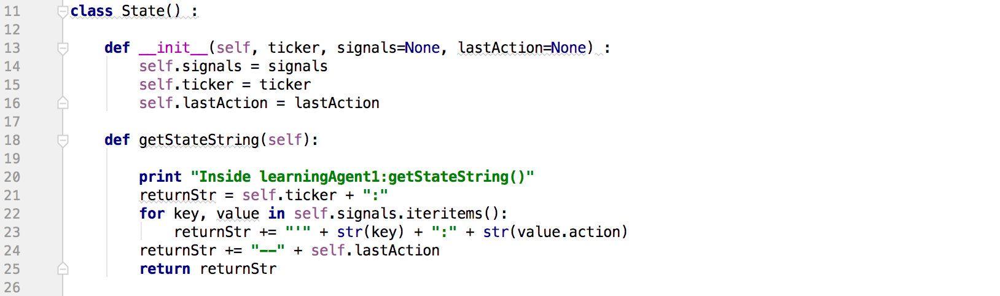 11 class State() :
12
13     def __init__(self, ticker, signals=None, lastAction=None) :
14         self.signals = signals
15         self.ticker = ticker
16         self.lastAction = lastAction
17
18     def getStateString(self):
19
20         print "Inside learningAgent1:getStateString()"
21         returnStr = self.ticker + ":"
22         for key, value in self.signals.iteritems():
23             returnStr += "'" + str(key) + ":" + str(value.action)
24         returnStr += "--" + self.lastAction
25         return returnStr
26